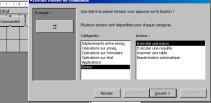 Assistant Bouton de commande
Détail
Commande0
Exemple :
Que doit-il se passer lorsque vous appuyez sur le bouton ?
Plusieurs actions sont disponibles pour chaque catégorie.
Catégories :
Actions :
Déplacements entre enreg.
Opérations sur enreg.
Opérations sur formulaire
Opérations sur état
Applications
Divers
Exécuter une macro
Exécuter une requête
Imprimer une table
Numérotation automatique
Annuler
Suivant >